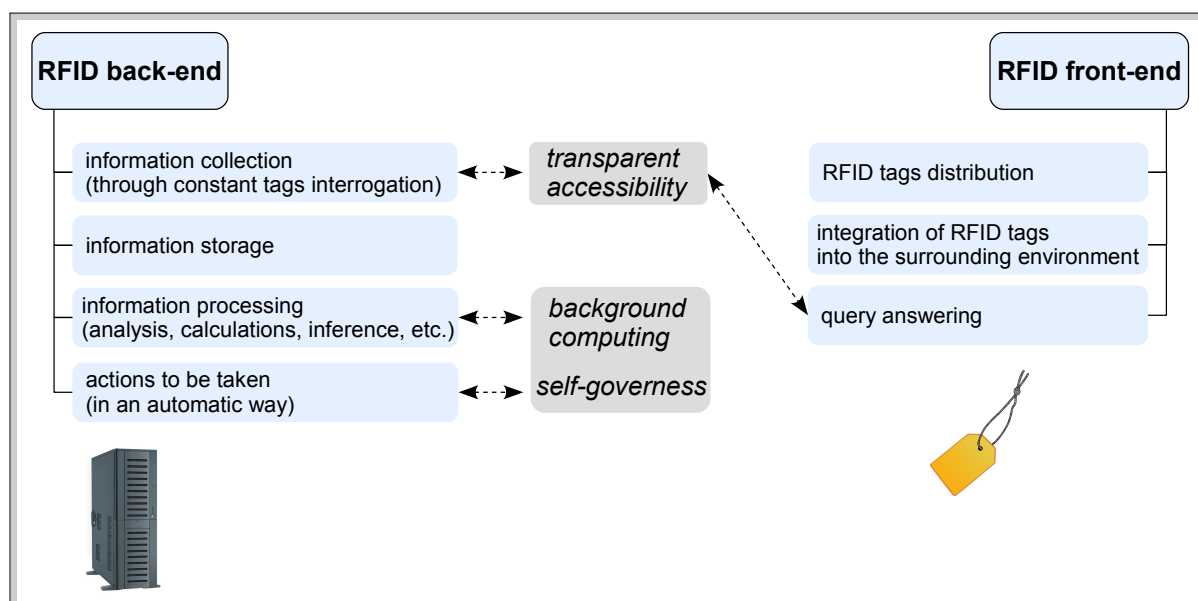 RFID back-end
information collection
(through constant tags interrogation)
information storage
information processing
(analysis, calculations, inference, etc.)
actions to be taken
(in an automatic way)
transparent
accessibility
background
computing
self-governess
RFID front-end
RFID tags distribution
integration of RFID tags
into the surrounding environment
query answering